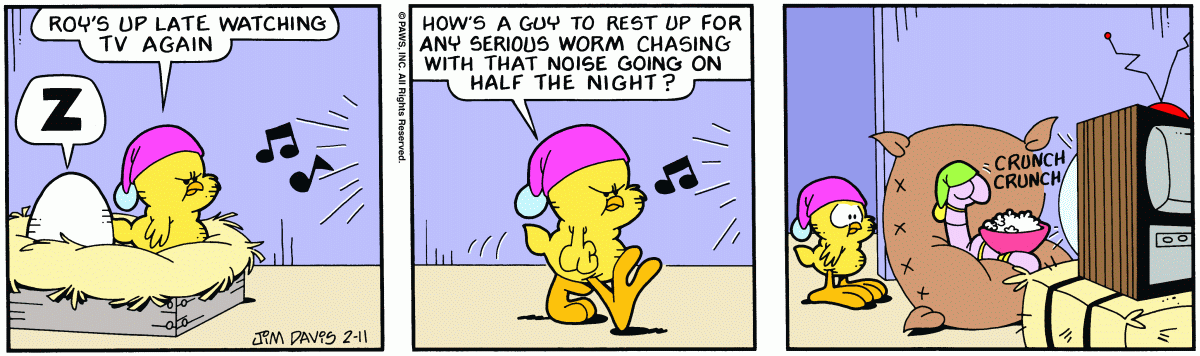 ROY'S UP LATE WATCHING
TV AGAIN
Z
JIM DAVIS 2-11
© PAWS, INC. All Rights Reserved.
HOW'S A GUY TO REST UP FOR
ANY SERIOUS WORM CHASING
WITH THAT NOISE GOING ON
HALF THE NIGHT?
CRUNCH
CRUNCH